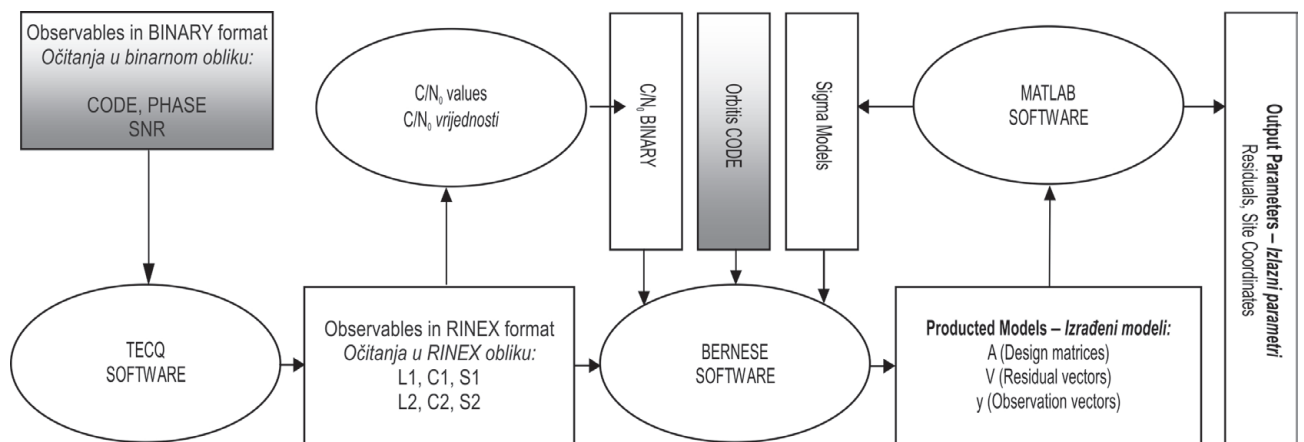 Observables in BINARY format
Očitanja u binarnom obliku:
CODE, PHASE
SNR
C/N₀ values
C/N₀ vrijednosti
C/N₀ BINARY
Orbitis CODE
Sigma Models
MATLAB
SOFTWARE
Output Parameters – Izlazni parametri
Residuals, Site Coordinates
TECQ
SOFTWARE
Observables in RINEX format
Očitanja u RINEX obliku:
L1, C1, S1
L2, C2, S2
BERNESE
SOFTWARE
Producted Models – Izrađeni modeli:
A (Design matrices)
V (Residual vectors)
y (Observation vectors)